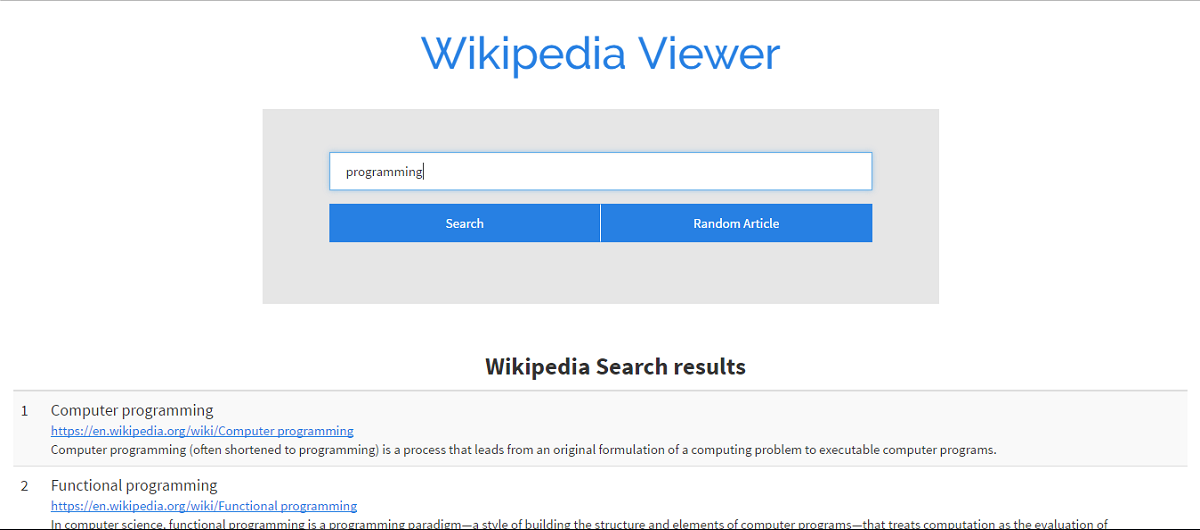 Wikipedia Viewer
programming
Search
Random Article
Wikipedia Search results
1 Computer programming
https://en.wikipedia.org/wiki/Computer programming
Computer programming (often shortened to programming) is a process that leads from an original formulation of a computing problem to executable computer programs.
2 Functional programming
https://en.wikipedia.org/wiki/Functional programming
In computer science, functional programming is a programming paradigm—a style of building the structure and elements of computer programs—that treats computation as the evaluation of